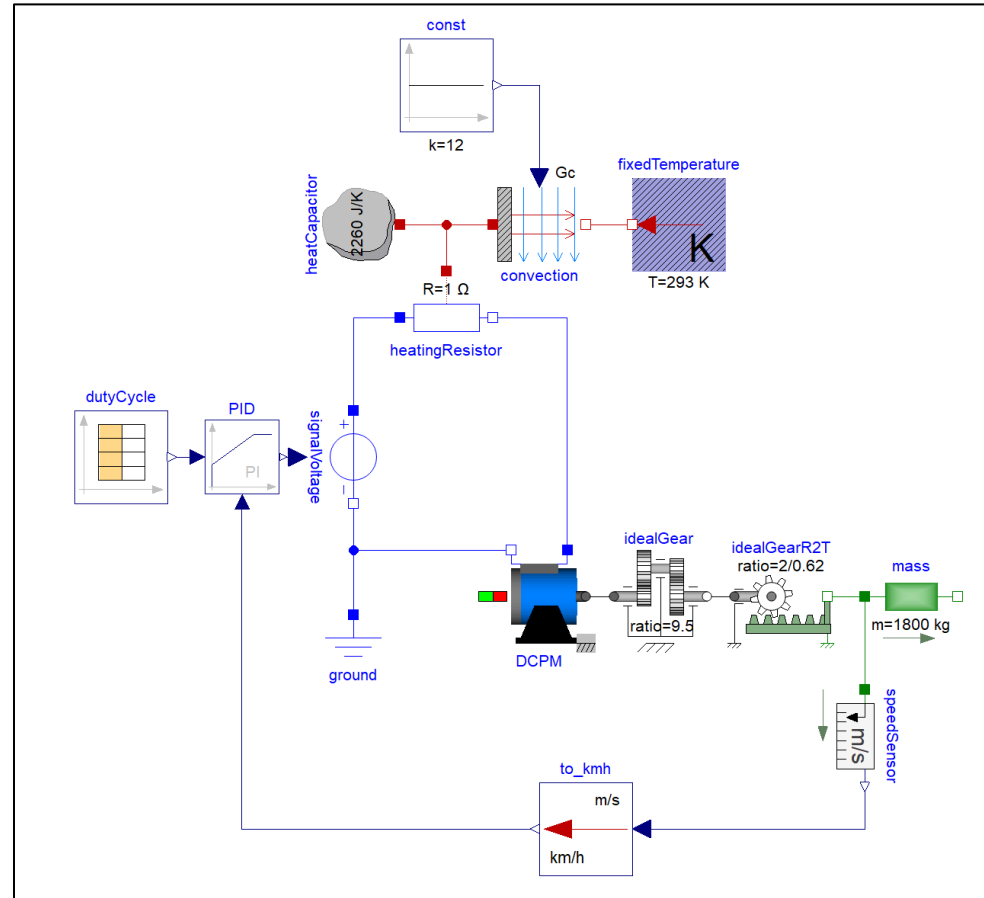 const
k=12
Gc
fixedTemperature
heatCapacitor
2260 J/K
K
convection
T=293 K
R=1 Ω
heatingResistor
dutyCycle
PID
PI
signalVoltage
+
−
idealGear
idealGearR2T
ratio=2/0.62
mass
ratio=9.5
m=1800 kg
DCPM
ground
speedSensor
m/s
to_kmh
m/s
km/h